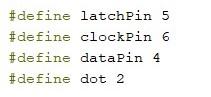 #define latchPin 5
#define clockPin 6
#define dataPin 4
#define dot 2